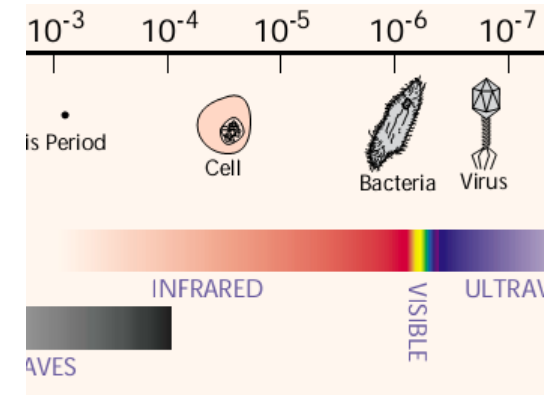 10-3 10-4 10-5 10-6 10-7
is Period
Cell
Bacteria
Virus
INFRARED
VISIBLE
ULTRAV
AVES